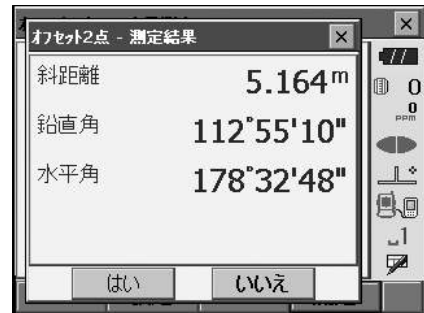 オフセット2点 - 測定結果
斜距離 5.164m
鉛直角 112°55'10"
水平角 178°32'48"
はい いいえ
0
0
ppm
1